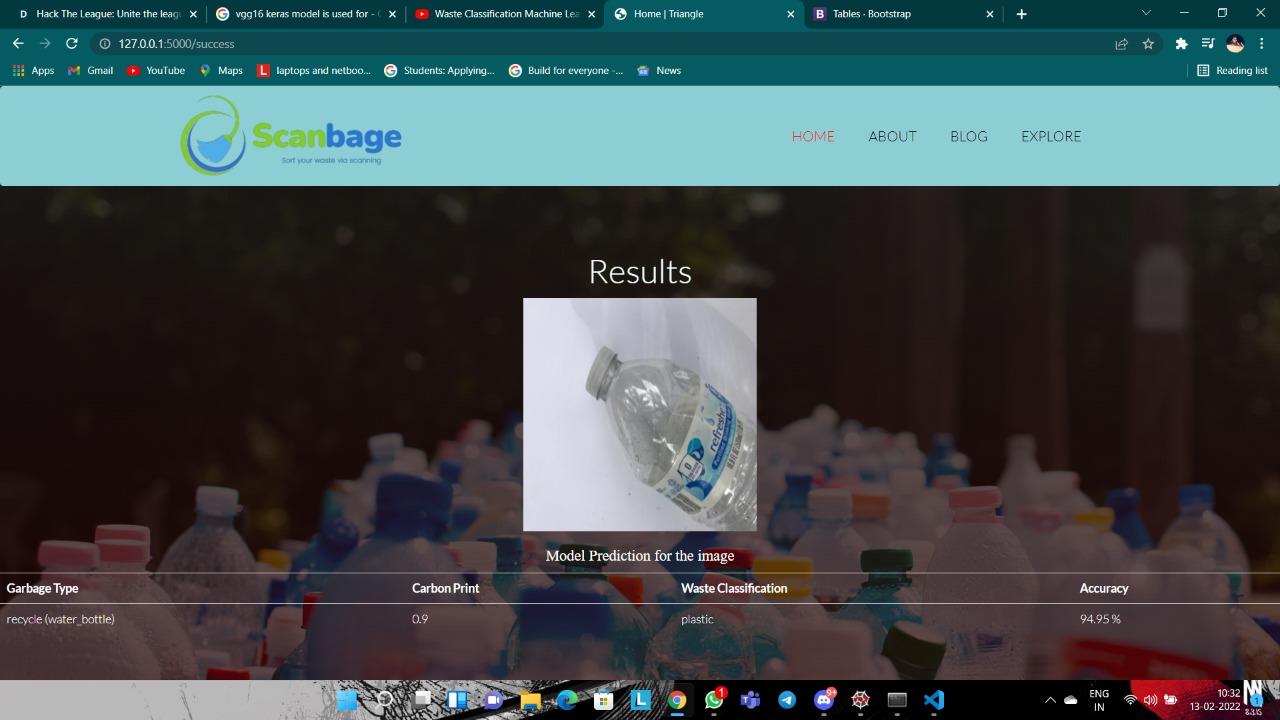 Hack The League: Unite the leag
vgg16 keras model is used for - 
Waste Classification Machine Lea
Home | Triangle
Tables · Bootstrap
127.0.0.1:5000/success
Apps
Gmail
YouTube
Maps
laptops and netboo...
Students: Applying...
Build for everyone -...
News
Reading list
Scanbage
Sort your waste via scanning
HOME
ABOUT
BLOG
EXPLORE
Results
refreshe
Model Prediction for the image
Garbage Type Carbon Print Waste Classification Accuracy
recycle (water_bottle) 0.9 plastic 94.95 %
ENG
IN
10:32
13-02-2022